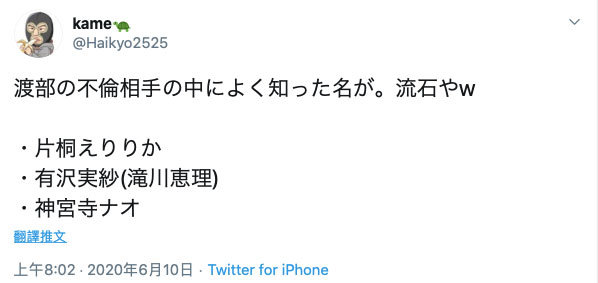 kame🐢
@Haikyo2525
渡部の不倫相手の中によく知った名が。流石やw
・片桐えりりか
・有沢実紗(滝川恵理)
・神宮寺ナオ
翻譯推文
上午8:02 · 2020年6月10日 · Twitter for iPhone